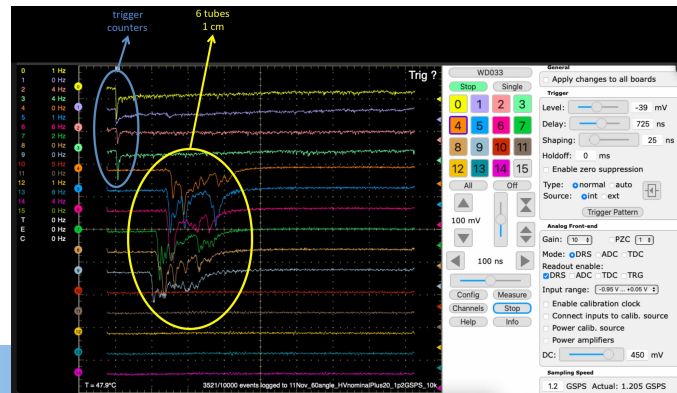 trigger
counters
6 tubes
1 cm
0 1 Hz
1 0 Hz
2 4 Hz
3 4 Hz
4 0 Hz
5 1 Hz
6 6 Hz
7 2 Hz
8 0 Hz
9 0 Hz
11 0 Hz
12 1 Hz
13 8 Hz
14 4 Hz
15 0 Hz
T 0 Hz
E 0 Hz
C 0 Hz
Trig ?
T = 47.9°C
3521/10000 events logged to 11Nov_60angle_HVnominalPlus20_1p2GSPS_10k
WD033
Stop Single
0 1 2 3
4 5 6 7
8 9 10 11
12 13 14 15
All Off
100 mV
100 ns
Config Measure
Channels Stop
Help Info
General
Apply changes to all boards
Trigger
Level: -39 mV
Delay: 725 ns
Shaping: 25 ns
Holdoff: 0 ms
Enable zero suppression
Type: normal auto
Source: int ext
Trigger Pattern
Analog Front-end
Gain: 10 PZC 1
Mode: DRS ADC TDC
Readout enable:
DRS ADC TDC TRG
Input range: -0.95 V ... +0.05 V
Enable calibration clock
Connect inputs to calib. source
Power calib. source
Power amplifiers
DC: 450 mV
Sampling Speed
1.2 GSPS Actual: 1.205 GSPS